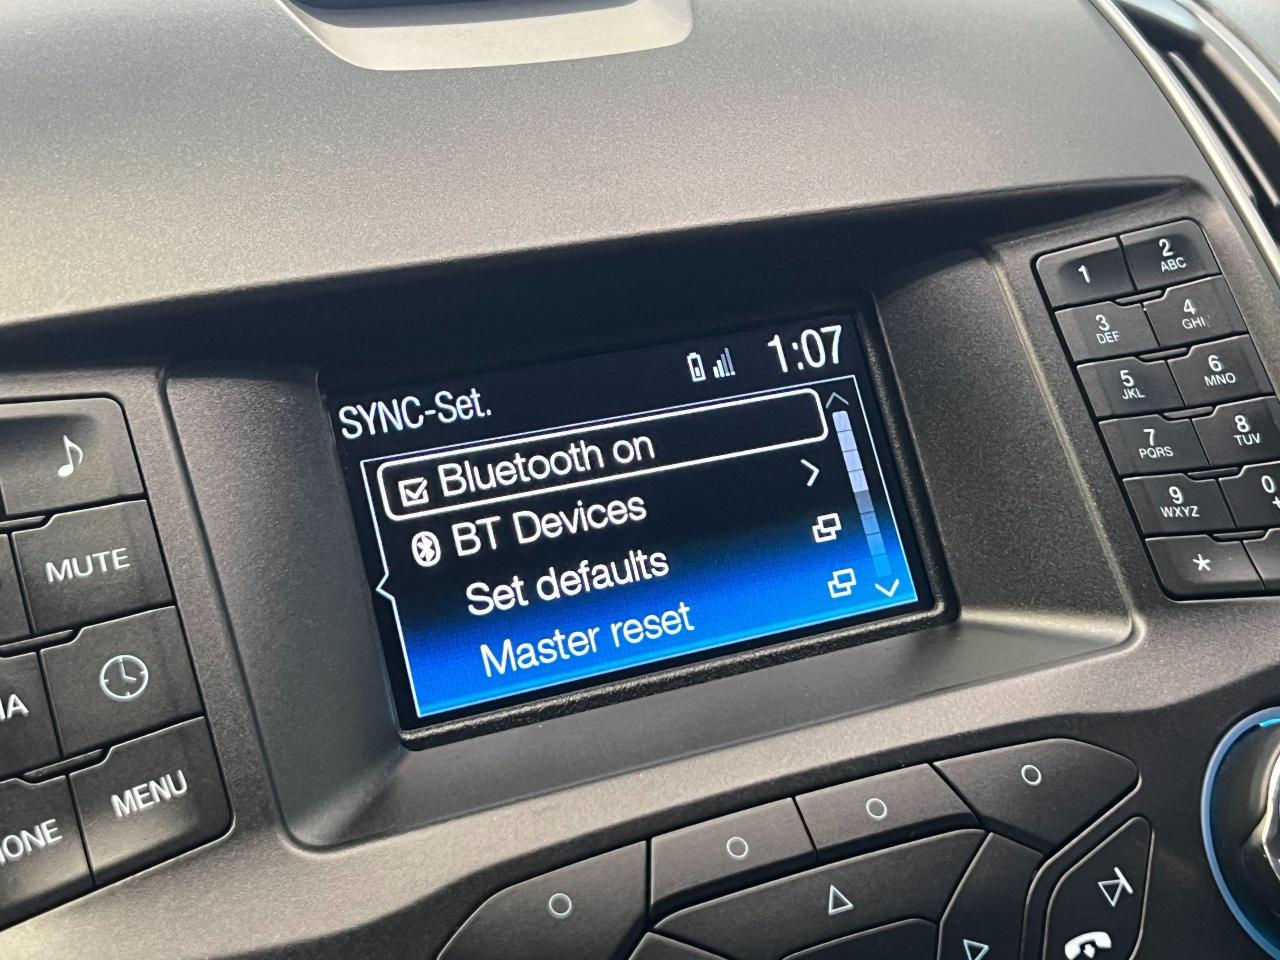 1:07
SYNC-Set.
Bluetooth on
BT Devices
Set defaults
Master reset
MUTE
MENU
1
2 ABC
3 DEF
4 GHI
5 JKL
6 MNO
7 PQRS
8 TUV
9 WXYZ
0
*